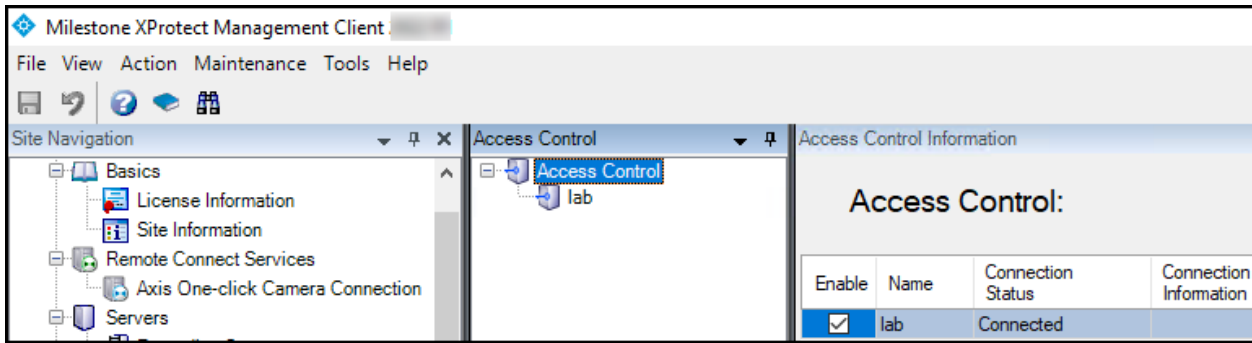 Milestone XProtect Management Client
File View Action Maintenance Tools Help
Site Navigation
Basics
License Information
Site Information
Remote Connect Services
Axis One-click Camera Connection
Servers
Access Control
Access Control
lab
Access Control Information
Access Control:
Enable Name Connection Status Connection Information
lab Connected